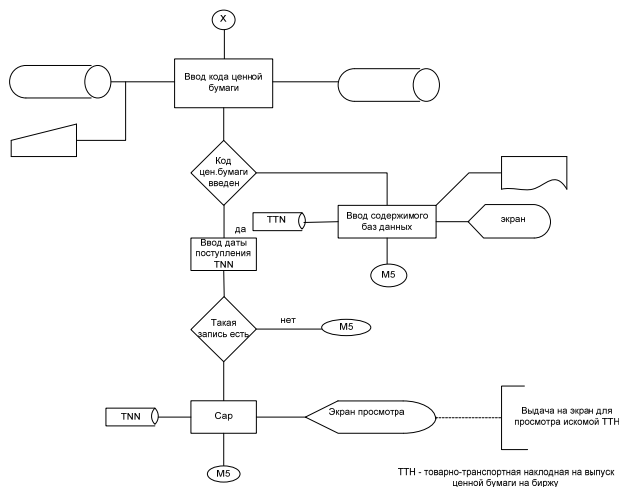 X
Ввод кода ценной
бумаги
Код
цен.бумаги
введен
TTN
Ввод содержимого
баз данных
экран
да
Ввод даты
поступления
TNN
M5
Такая
запись есть
нет
M5
TNN
Сар
Экран просмотра
Выдача на экран для
просмотра искомой ТТН
M5
ТТН - товарно-транспортная накладная на выпуск
ценной бумаги на биржу